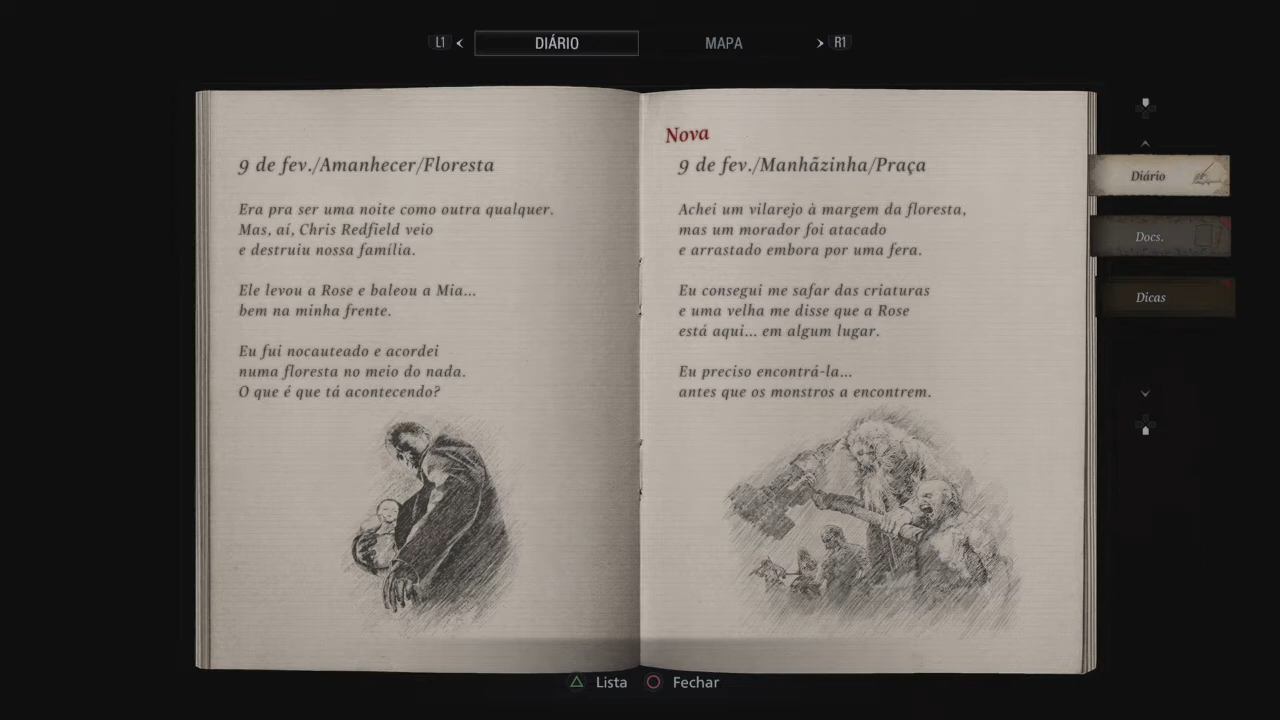 L1
DIÁRIO
MAPA
R1
9 de fev./Amanhecer/Floresta
Era pra ser uma noite como outra qualquer.
Mas, aí, Chris Redfield veio
e destruiu nossa família.
Ele levou a Rose e baleou a Mia...
bem na minha frente.
Eu fui nocauteado e acordei
numa floresta no meio do nada.
O que é que tá acontecendo?
Nova
9 de fev./Manhãzinha/Praça
Achei um vilarejo à margem da floresta,
mas um morador foi atacado
e arrastado embora por uma fera.
Eu consegui me safar das criaturas
e uma velha me disse que a Rose
está aqui... em algum lugar.
Eu preciso encontrá-la...
antes que os monstros a encontrem.
Diário
Docs.
Dicas
Lista
Fechar